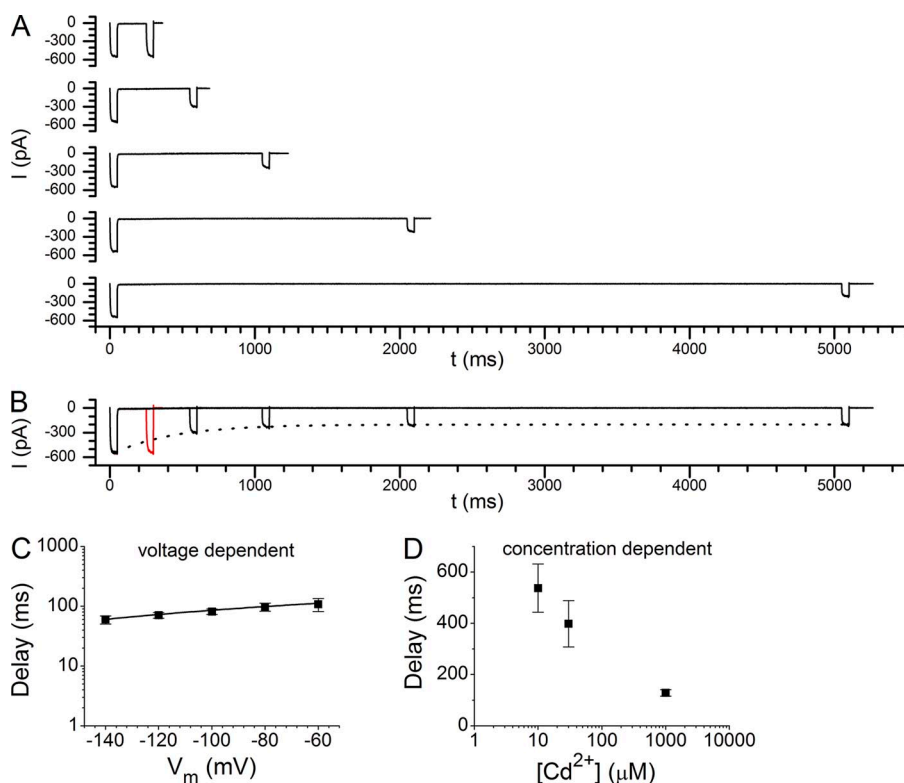 A
0
-300
-600
0
-300
-600
0
-300
-600
0
-300
-600
0
-300
-600
I (pA)
0 1000 2000 3000 4000 5000
t (ms)
B
0
-300
-600
I (pA)
0 1000 2000 3000 4000 5000
t (ms)
C
voltage dependent
1000
100
10
1
Delay (ms)
-140 -120 -100 -80 -60
Vm (mV)
D
concentration dependent
600
400
200
0
Delay (ms)
1 10 100 1000 10000
[Cd2+] (μM)